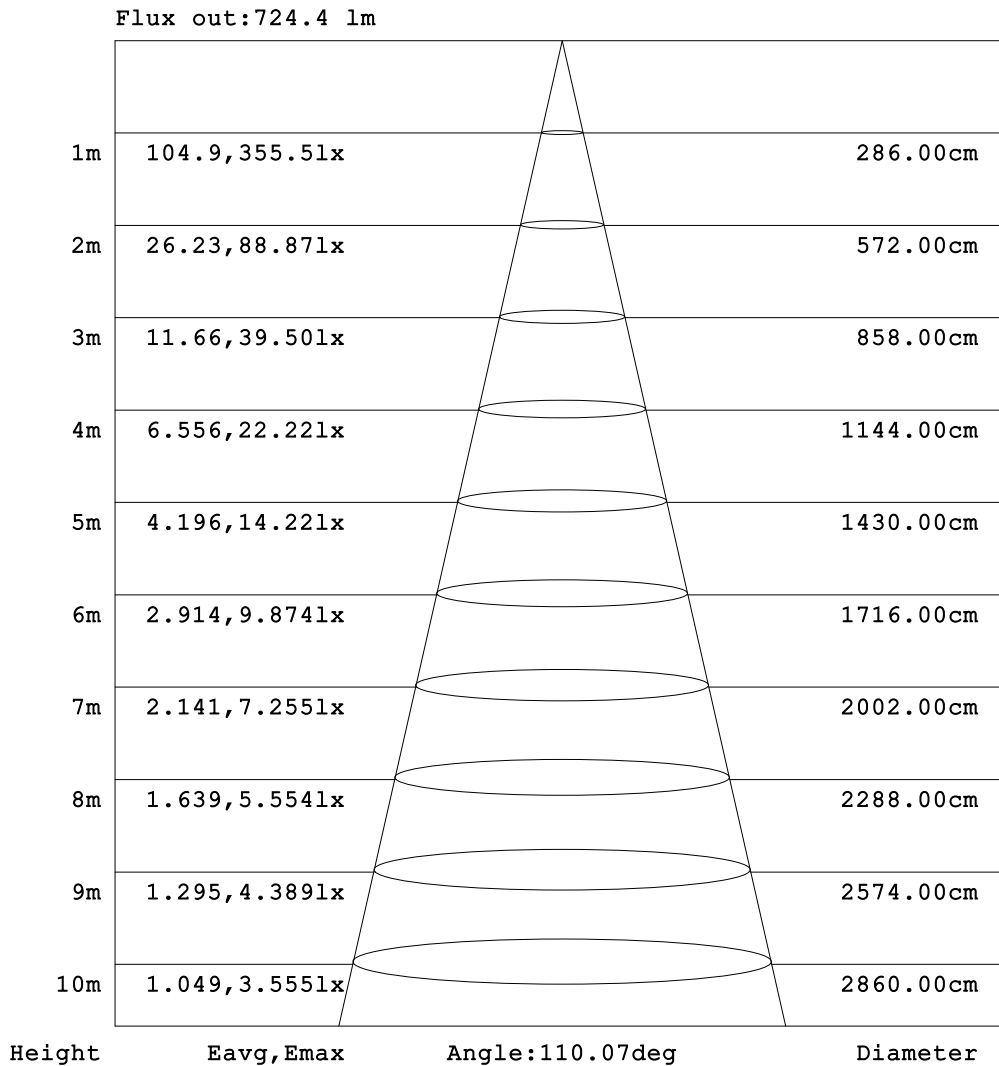 Flux out:724.4 lm
1m 104.9,355.5lx 286.00cm
2m 26.23,88.87lx 572.00cm
3m 11.66,39.50lx 858.00cm
4m 6.556,22.22lx 1144.00cm
5m 4.196,14.22lx 1430.00cm
6m 2.914,9.874lx 1716.00cm
7m 2.141,7.255lx 2002.00cm
8m 1.639,5.554lx 2288.00cm
9m 1.295,4.389lx 2574.00cm
10m 1.049,3.555lx 2860.00cm
Height Eavg,Emax Angle:110.07deg Diameter